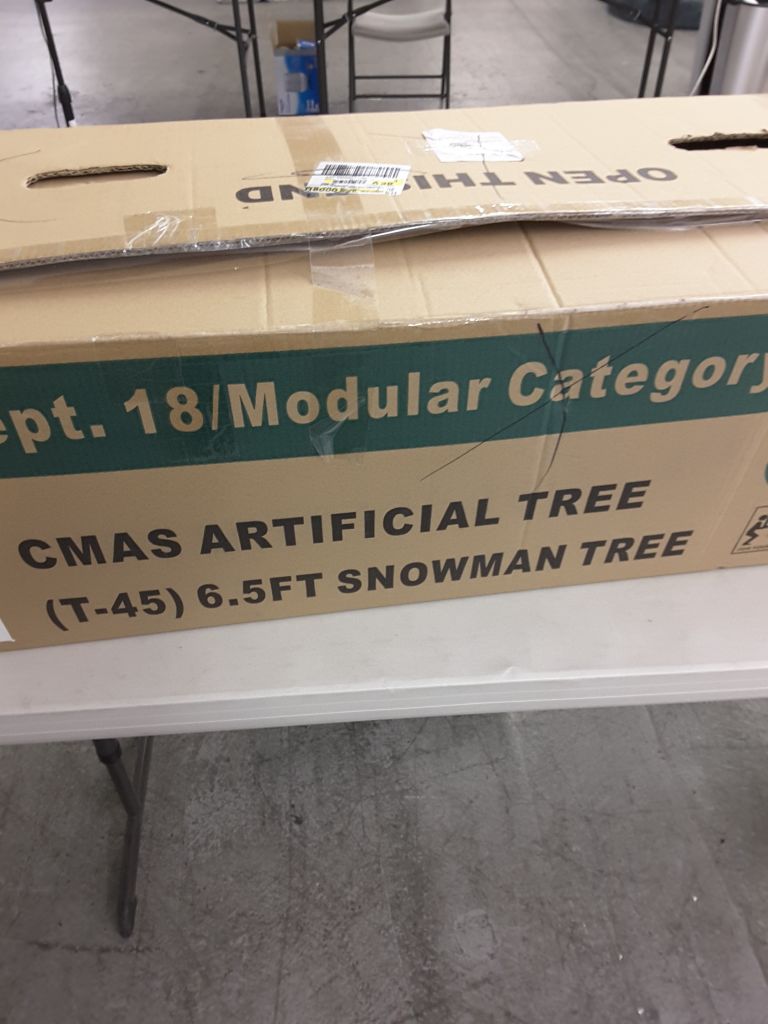 OPEN THIS END
ept. 18/Modular Category
CMAS ARTIFICIAL TREE
(T-45) 6.5FT SNOWMAN TREE